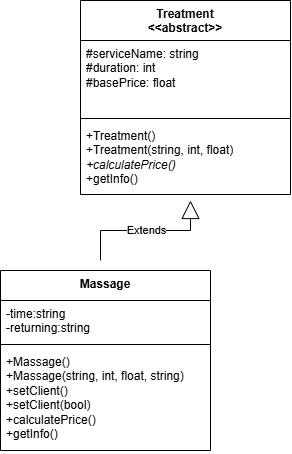 Treatment
<<abstract>>
#serviceName: string
#duration: int
#basePrice: float
+Treatment()
+Treatment(string, int, float)
+calculatePrice()
+getInfo()
Extends
Massage
-time:string
-returning:string
+Massage()
+Massage(string, int, float, string)
+setClient()
+setClient(bool)
+calculatePrice()
+getInfo()